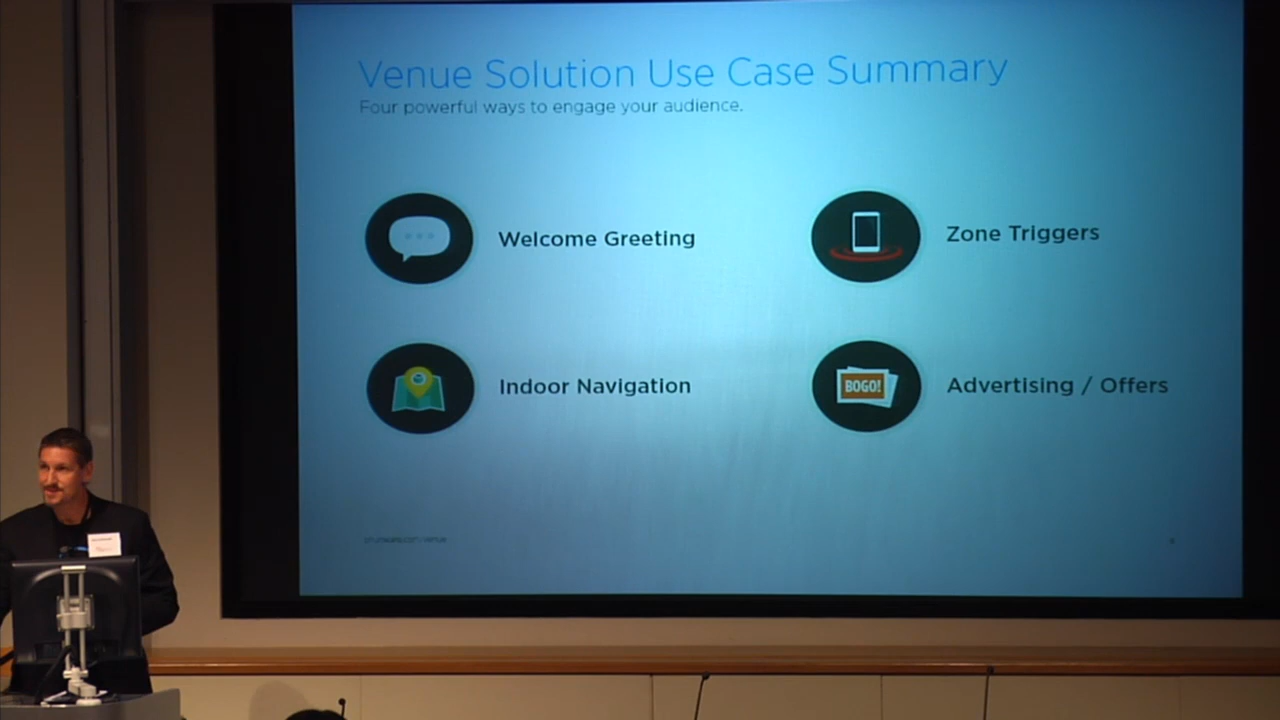 Venue Solution Use Case Summary
Four powerful ways to engage your audience.
Welcome Greeting
Zone Triggers
Indoor Navigation
BOGO!
Advertising / Offers